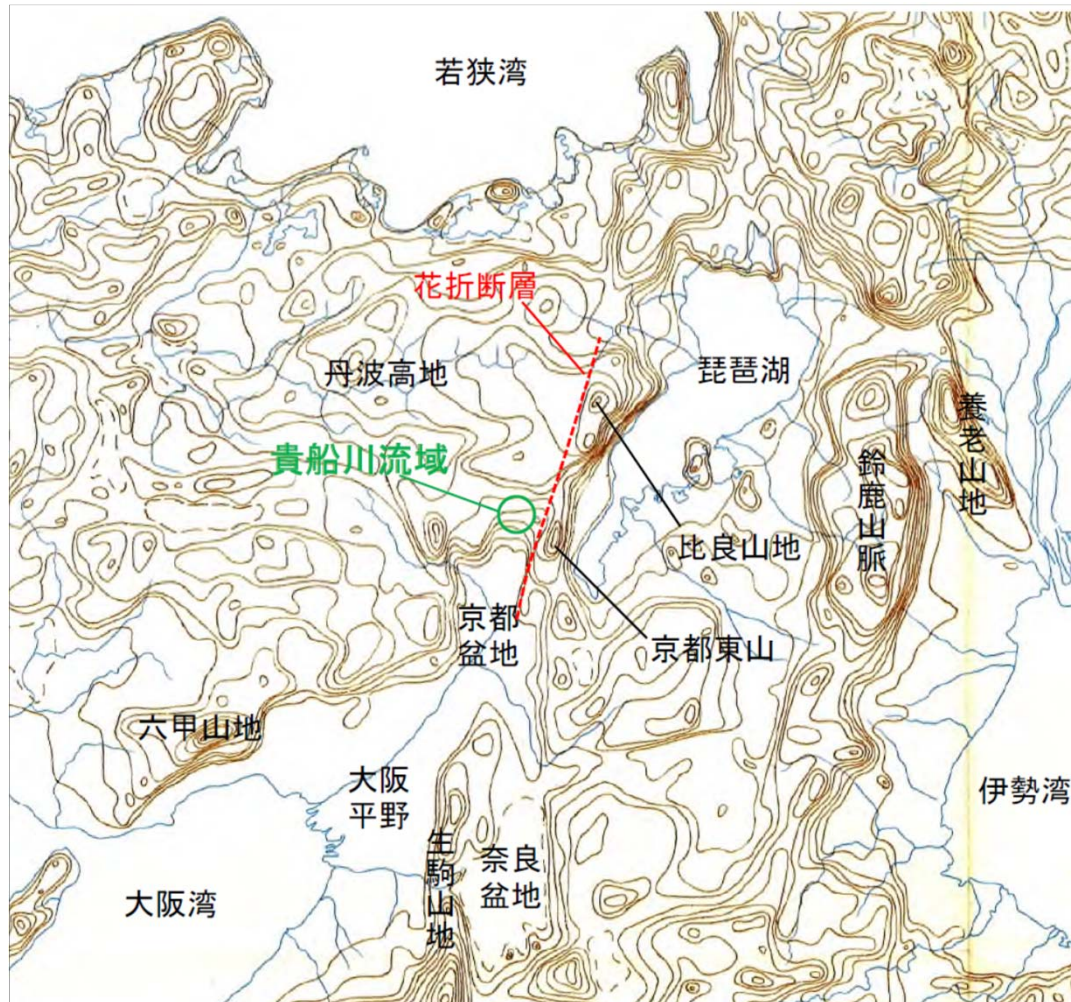 若狭湾
花折断層
丹波高地
琵琶湖
貴船川流域
養老山地
鈴鹿山脈
比良山地
京都
盆地
京都東山
六甲山地
大阪
平野
伊勢湾
生駒山地
奈良
盆地
大阪湾